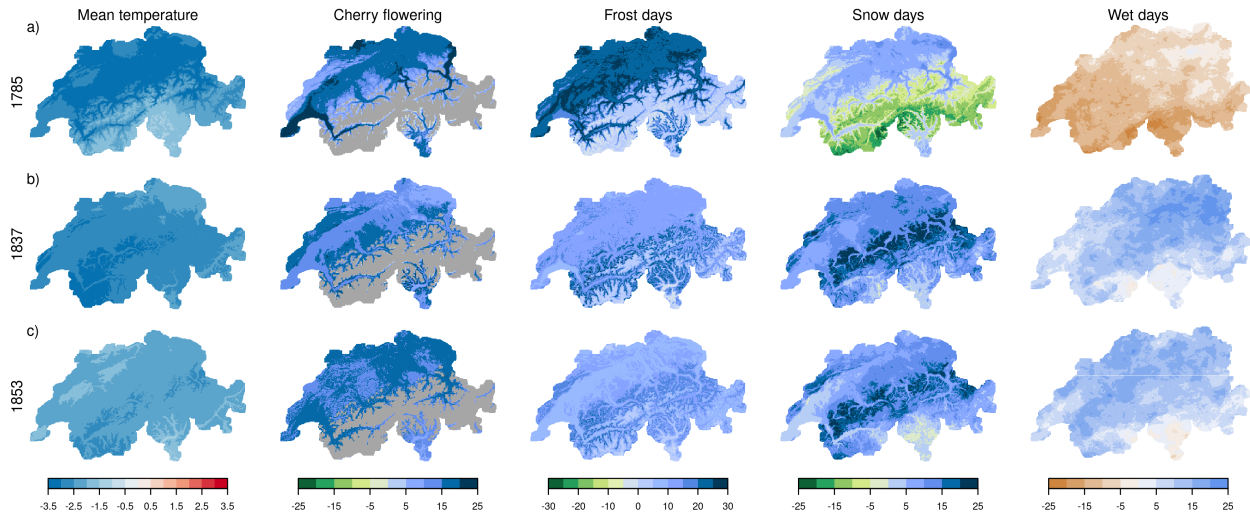 Mean temperature Cherry flowering Frost days Snow days Wet days
a)
1785
b)
1837
c)
1853
-3.5 -2.5 -1.5 -0.5 0.5 1.5 2.5 3.5
-25 -15 -5 5 15 25
-30 -20 -10 0 10 20 30
-25 -15 -5 5 15 25
-25 -15 -5 5 15 25